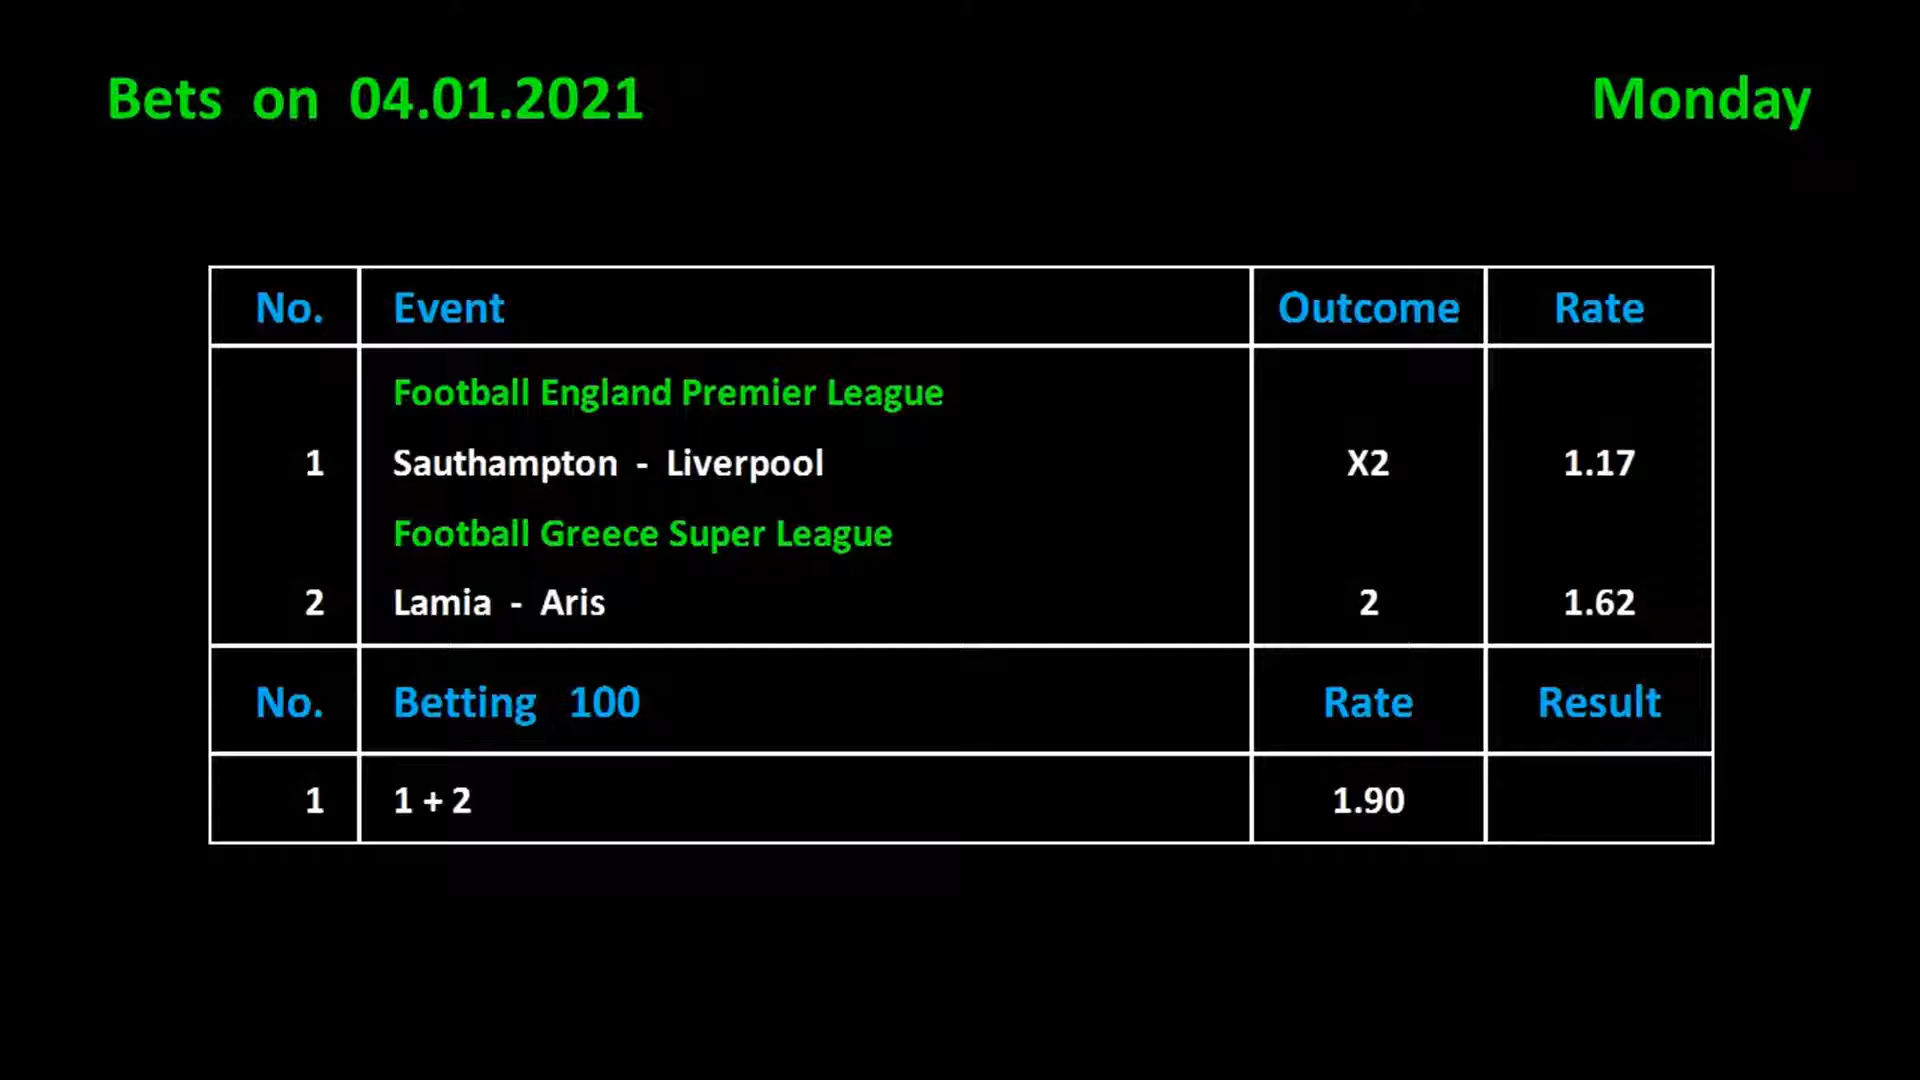 Bets on 04.01.2021 Monday
No. Event Outcome Rate
Football England Premier League
1 Sauthampton - Liverpool X2 1.17
Football Greece Super League
2 Lamia - Aris 2 1.62
No. Betting 100 Rate Result
1 1 + 2 1.90